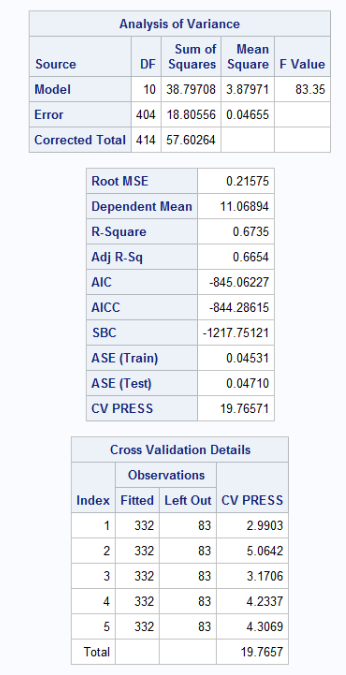 Analysis of Variance
Source DF Sum of Squares Mean Square F Value
Model 10 38.79708 3.87971 83.35
Error 404 18.80556 0.04655
Corrected Total 414 57.60264
Root MSE 0.21575
Dependent Mean 11.06894
R-Square 0.6735
Adj R-Sq 0.6654
AIC -845.06227
AICC -844.28615
SBC -1217.75121
ASE (Train) 0.04531
ASE (Test) 0.04710
CV PRESS 19.76571
Cross Validation Details
Observations
Index Fitted Left Out CV PRESS
1 332 83 2.9903
2 332 83 5.0642
3 332 83 3.1706
4 332 83 4.2337
5 332 83 4.3069
Total 19.7657